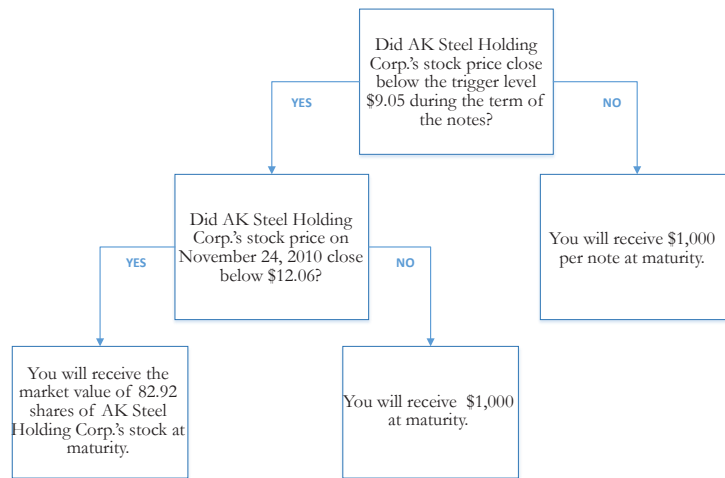 Did AK Steel Holding
Corp.'s stock price close
below the trigger level
$9.05 during the term of
the notes?
YES
NO
Did AK Steel Holding
Corp.'s stock price on
November 24, 2010 close
below $12.06?
You will receive $1,000
per note at maturity.
YES
NO
You will receive the
market value of 82.92
shares of AK Steel
Holding Corp.'s stock at
maturity.
You will receive $1,000
at maturity.